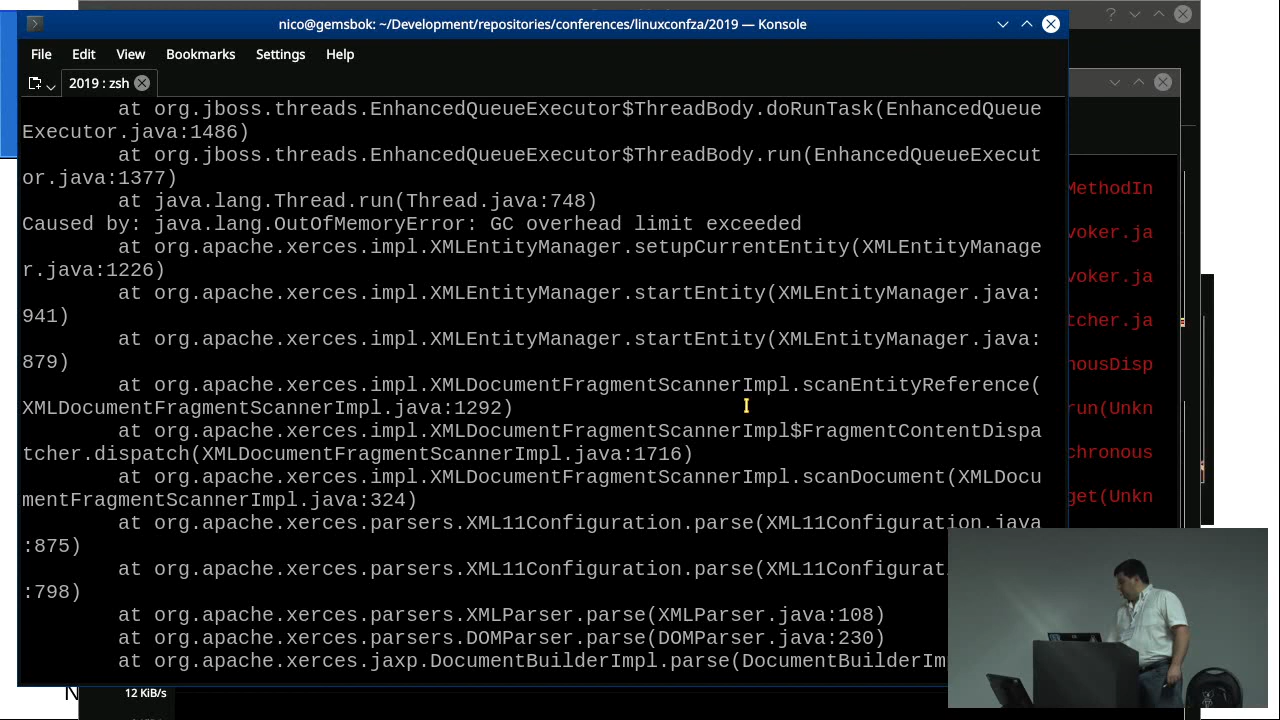 nico@gemsbok: ~/Development/repositories/conferences/linuxconfza/2019 — Konsole
File Edit View Bookmarks Settings Help
2019 : zsh
at org.jboss.threads.EnhancedQueueExecutor$ThreadBody.doRunTask(EnhancedQueue
Executor.java:1486)
at org.jboss.threads.EnhancedQueueExecutor$ThreadBody.run(EnhancedQueueExecut
or.java:1377)
at java.lang.Thread.run(Thread.java:748)
Caused by: java.lang.OutOfMemoryError: GC overhead limit exceeded
at org.apache.xerces.impl.XMLEntityManager.setupCurrentEntity(XMLEntityManage
r.java:1226)
at org.apache.xerces.impl.XMLEntityManager.startEntity(XMLEntityManager.java:
941)
at org.apache.xerces.impl.XMLEntityManager.startEntity(XMLEntityManager.java:
879)
at org.apache.xerces.impl.XMLDocumentFragmentScannerImpl.scanEntityReference(
XMLDocumentFragmentScannerImpl.java:1292)
at org.apache.xerces.impl.XMLDocumentFragmentScannerImpl$FragmentContentDispa
tcher.dispatch(XMLDocumentFragmentScannerImpl.java:1716)
at org.apache.xerces.impl.XMLDocumentFragmentScannerImpl.scanDocument(XMLDocu
mentFragmentScannerImpl.java:324)
at org.apache.xerces.parsers.XML11Configuration.parse(XML11Configuration.java
:875)
at org.apache.xerces.parsers.XML11Configuration.parse(XML11Configurat
:798)
at org.apache.xerces.parsers.XMLParser.parse(XMLParser.java:108)
at org.apache.xerces.parsers.DOMParser.parse(DOMParser.java:230)
at org.apache.xerces.jaxp.DocumentBuilderImpl.parse(DocumentBuilderIm
MethodIn
voker.ja
voker.ja
tcher.ja
nousDisp
run(Unkn
chronous
get(Unkn
N
12 KiB/s